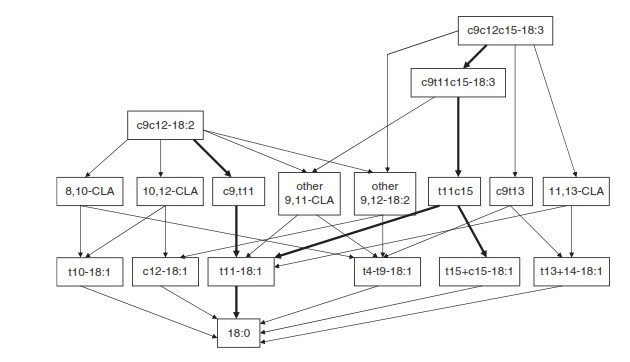 c9c12c15-18:3
c9t11c15-18:3
c9c12-18:2
8,10-CLA
10,12-CLA
c9,t11
other
9,11-CLA
other
9,12-18:2
t11c15
c9t13
11,13-CLA
t10-18:1
c12-18:1
t11-18:1
t4-t9-18:1
t15+c15-18:1
t13+14-18:1
18:0